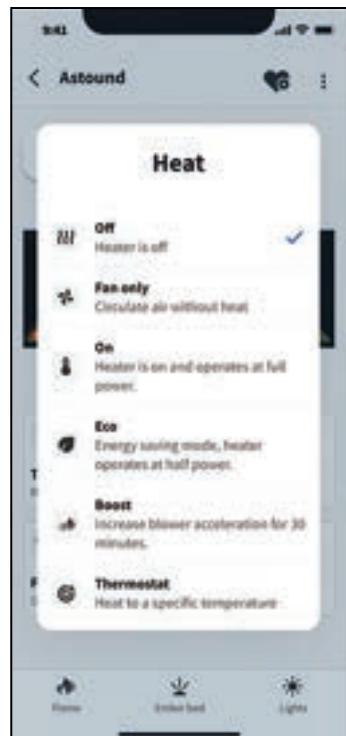 9:41
Astound
Heat
Off
Heater is off
Fan only
Circulate air without heat
On
Heater is on and operates at full
power.
Eco
Energy saving mode, heater
operates at half power.
Boost
Increase blower acceleration for 30
minutes.
Thermostat
Heat to a specific temperature
T
F
Flame
Ember bed
Lights